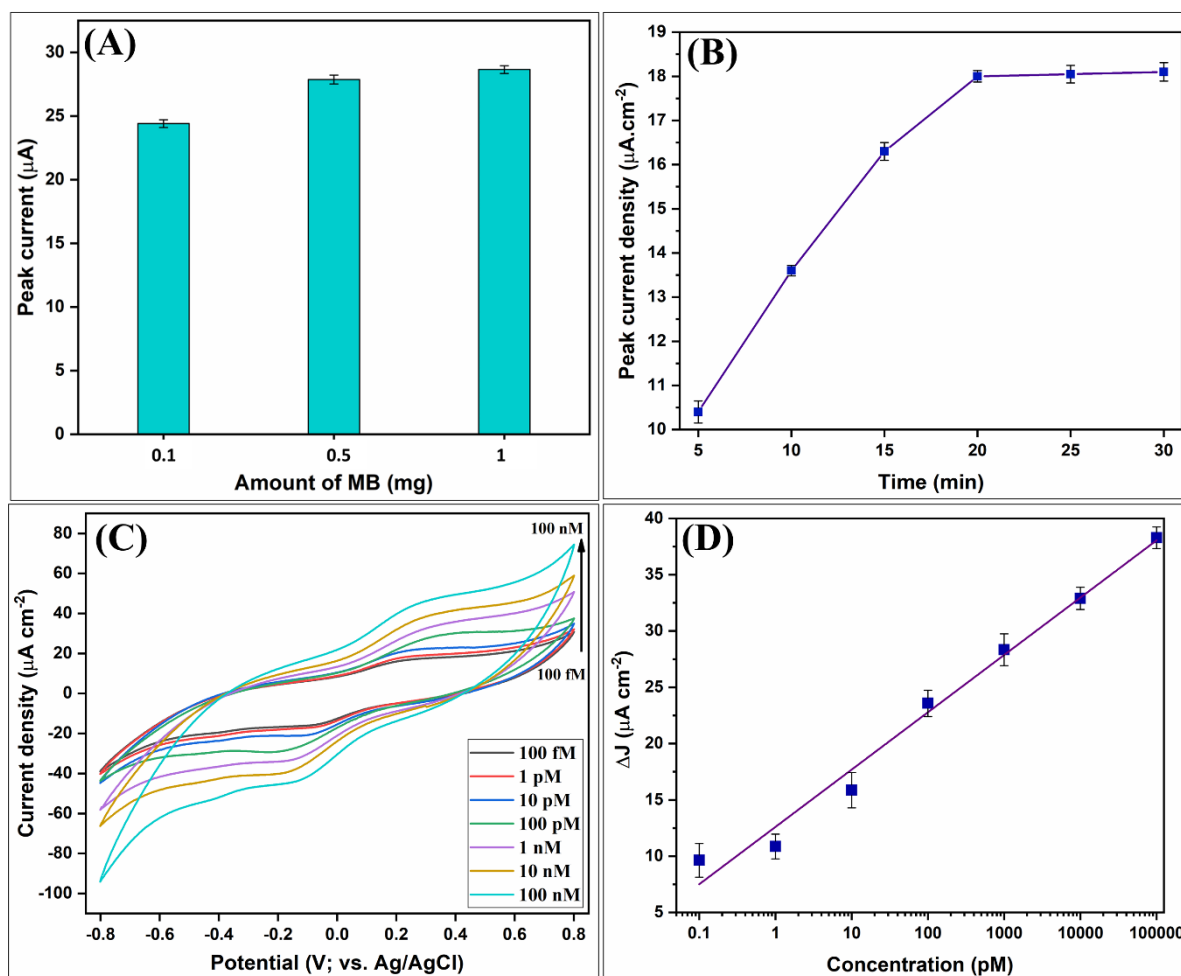 (A)
30
25
20
15
10
5
0
Peak current (µA)
0.1 0.5 1
Amount of MB (mg)
(B)
19
18
17
16
15
14
13
12
11
10
Peak current density (µA.cm-2)
5 10 15 20 25 30
Time (min)
(C)
80
60
40
20
0
-20
-40
-60
-80
-100
Current density (µA cm-2)
100 nM
100 fM
100 fM
1 pM
10 pM
100 pM
1 nM
10 nM
100 nM
-0.8 -0.6 -0.4 -0.2 0.0 0.2 0.4 0.6 0.8
Potential (V; vs. Ag/AgCl)
(D)
40
35
30
25
20
15
10
5
ΔJ (µA cm-2)
0.1 1 10 100 1000 10000 100000
Concentration (pM)